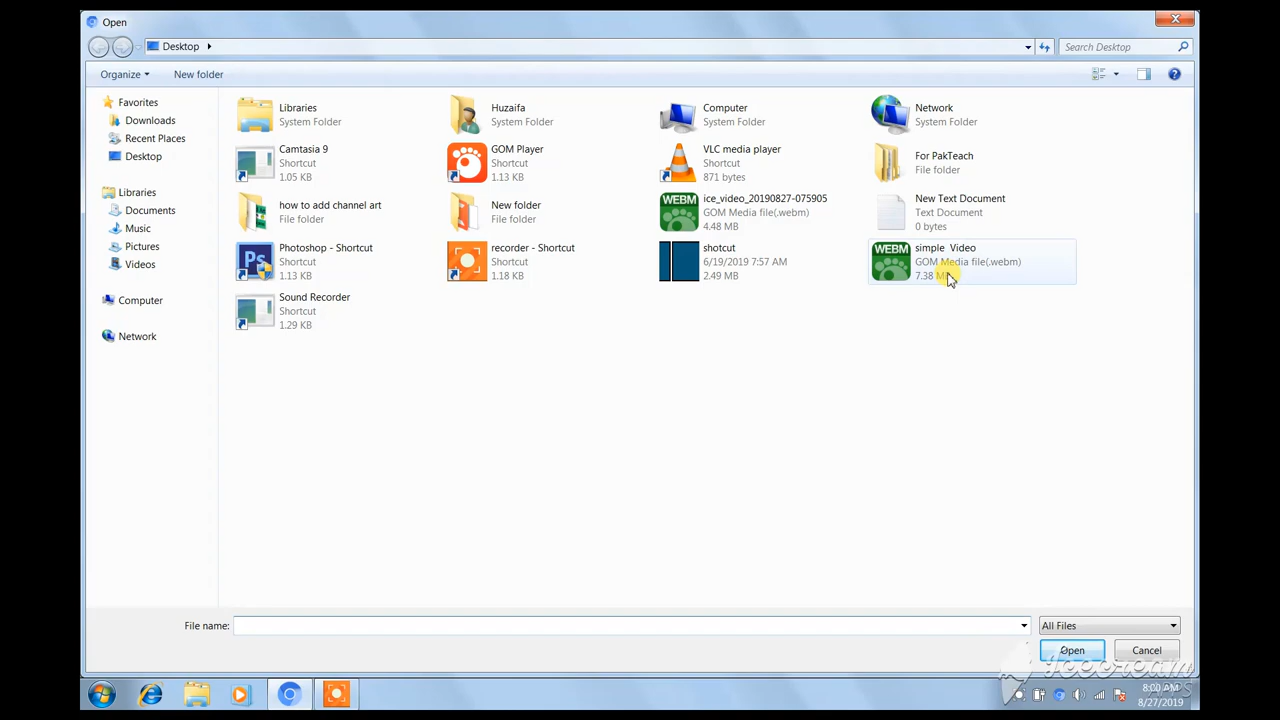 Open
Desktop
Search Desktop
Organize
New folder
Favorites
Downloads
Recent Places
Desktop
Libraries
Documents
Music
Pictures
Videos
Computer
Network
Libraries
System Folder
Huzaifa
System Folder
Computer
System Folder
Network
System Folder
Camtasia 9
Shortcut
1.05 KB
GOM Player
Shortcut
1.13 KB
VLC media player
Shortcut
871 bytes
For PakTeach
File folder
how to add channel art
File folder
New folder
File folder
WEBM
ice_video_20190827-075905
GOM Media file(.webm)
4.48 MB
New Text Document
Text Document
0 bytes
Ps
Photoshop - Shortcut
Shortcut
1.13 KB
recorder - Shortcut
Shortcut
1.18 KB
shotcut
6/19/2019 7:57 AM
2.49 MB
WEBM
simple Video
GOM Media file(.webm)
7.38 MB
Sound Recorder
Shortcut
1.29 KB
File name:
All Files
Open
Cancel
Icecream
APPS
8:00 AM
8/27/2019